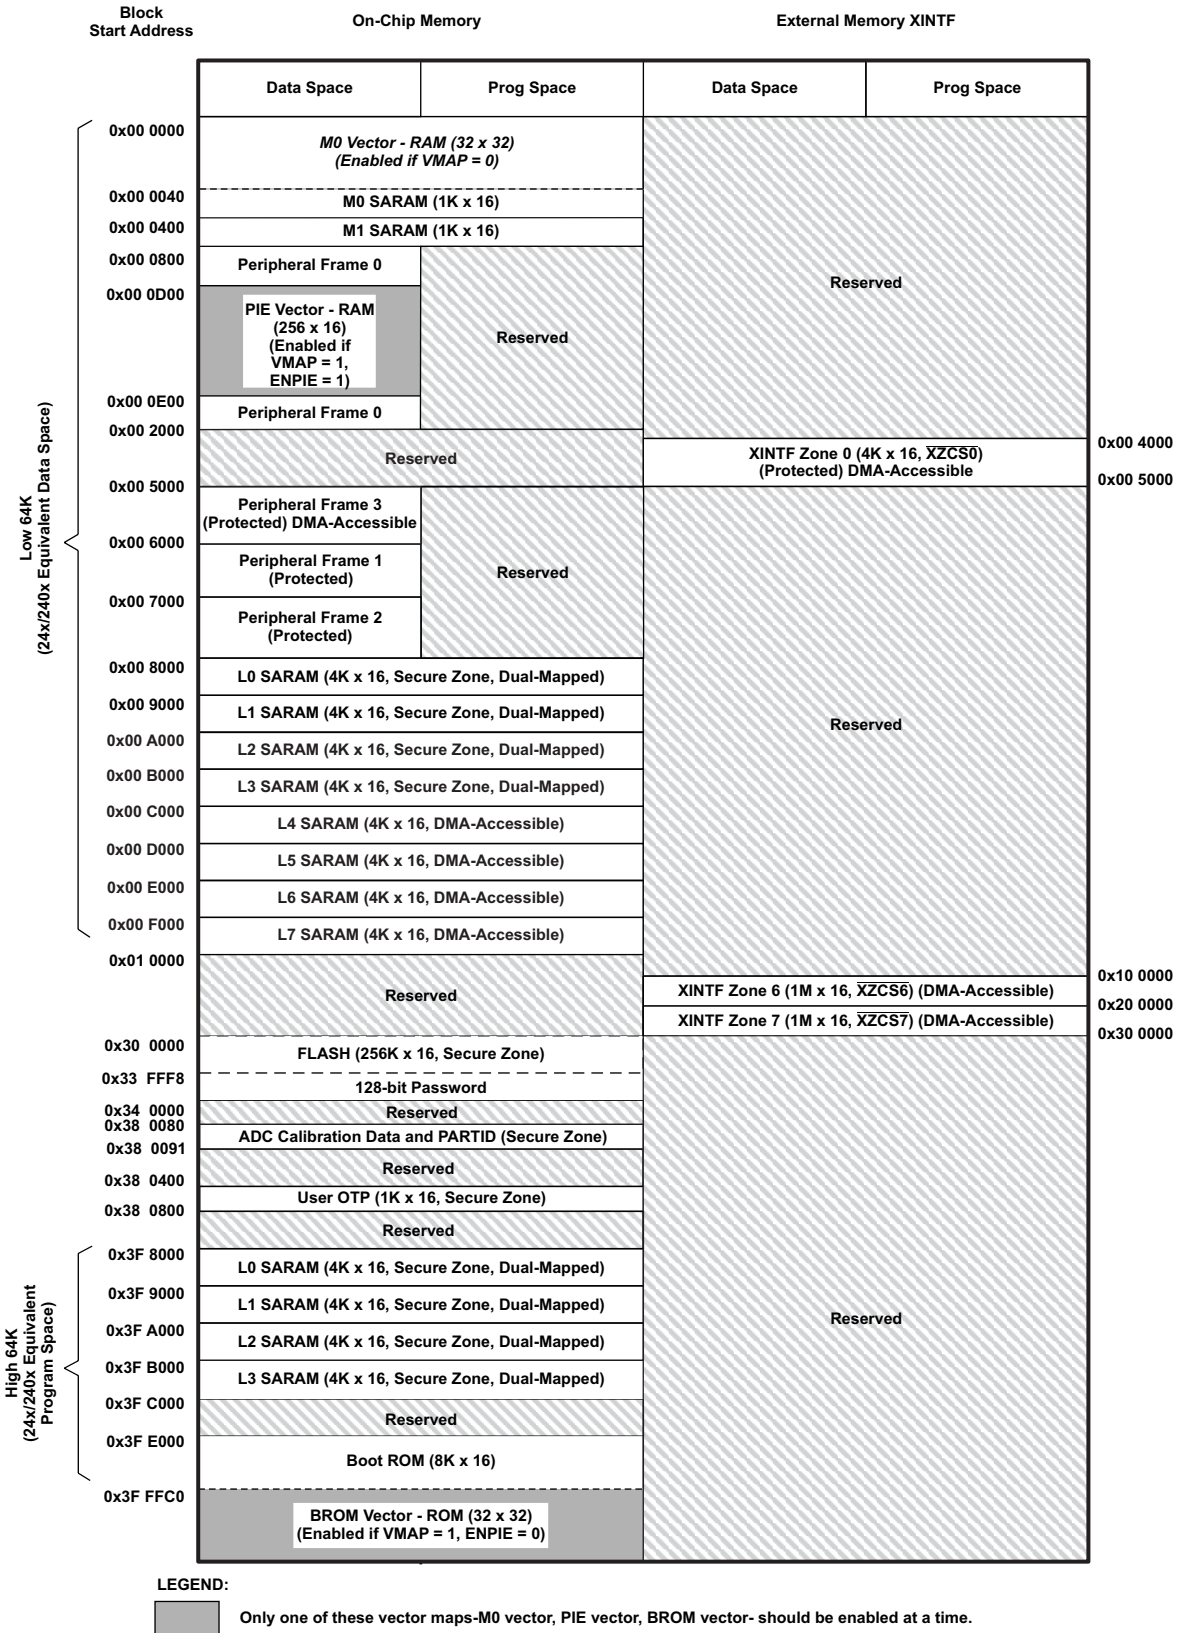 Block
Start Address
On-Chip Memory
External Memory XINTF
Data Space
Prog Space
Data Space
Prog Space
0x00 0000
M0 Vector - RAM (32 x 32)
(Enabled if VMAP = 0)
0x00 0040
M0 SARAM (1K x 16)
0x00 0400
M1 SARAM (1K x 16)
0x00 0800
Peripheral Frame 0
0x00 0D00
PIE Vector - RAM
(256 x 16)
(Enabled if
VMAP = 1,
ENPIE = 1)
Reserved
Reserved
0x00 0E00
Peripheral Frame 0
0x00 2000
Reserved
XINTF Zone 0 (4K x 16, XZCS0)
(Protected) DMA-Accessible
0x00 4000
0x00 5000
0x00 5000
Peripheral Frame 3
(Protected) DMA-Accessible
0x00 6000
Peripheral Frame 1
(Protected)
Reserved
0x00 7000
Peripheral Frame 2
(Protected)
Low 64K
(24x/240x Equivalent Data Space)
0x00 8000
L0 SARAM (4K x 16, Secure Zone, Dual-Mapped)
0x00 9000
L1 SARAM (4K x 16, Secure Zone, Dual-Mapped)
Reserved
0x00 A000
L2 SARAM (4K x 16, Secure Zone, Dual-Mapped)
0x00 B000
L3 SARAM (4K x 16, Secure Zone, Dual-Mapped)
0x00 C000
L4 SARAM (4K x 16, DMA-Accessible)
0x00 D000
L5 SARAM (4K x 16, DMA-Accessible)
0x00 E000
L6 SARAM (4K x 16, DMA-Accessible)
0x00 F000
L7 SARAM (4K x 16, DMA-Accessible)
0x01 0000
Reserved
0x10 0000
XINTF Zone 6 (1M x 16, XZCS6) (DMA-Accessible)
0x20 0000
XINTF Zone 7 (1M x 16, XZCS7) (DMA-Accessible)
0x30 0000
0x30 0000
FLASH (256K x 16, Secure Zone)
0x33 FFF8
128-bit Password
0x34 0000
Reserved
0x38 0080
ADC Calibration Data and PARTID (Secure Zone)
0x38 0091
Reserved
0x38 0400
User OTP (1K x 16, Secure Zone)
0x38 0800
Reserved
0x3F 8000
L0 SARAM (4K x 16, Secure Zone, Dual-Mapped)
0x3F 9000
L1 SARAM (4K x 16, Secure Zone, Dual-Mapped)
Reserved
0x3F A000
L2 SARAM (4K x 16, Secure Zone, Dual-Mapped)
0x3F B000
L3 SARAM (4K x 16, Secure Zone, Dual-Mapped)
High 64K
(24x/240x Equivalent
Program Space)
0x3F C000
Reserved
0x3F E000
Boot ROM (8K x 16)
0x3F FFC0
BROM Vector - ROM (32 x 32)
(Enabled if VMAP = 1, ENPIE = 0)
LEGEND:
Only one of these vector maps-M0 vector, PIE vector, BROM vector- should be enabled at a time.